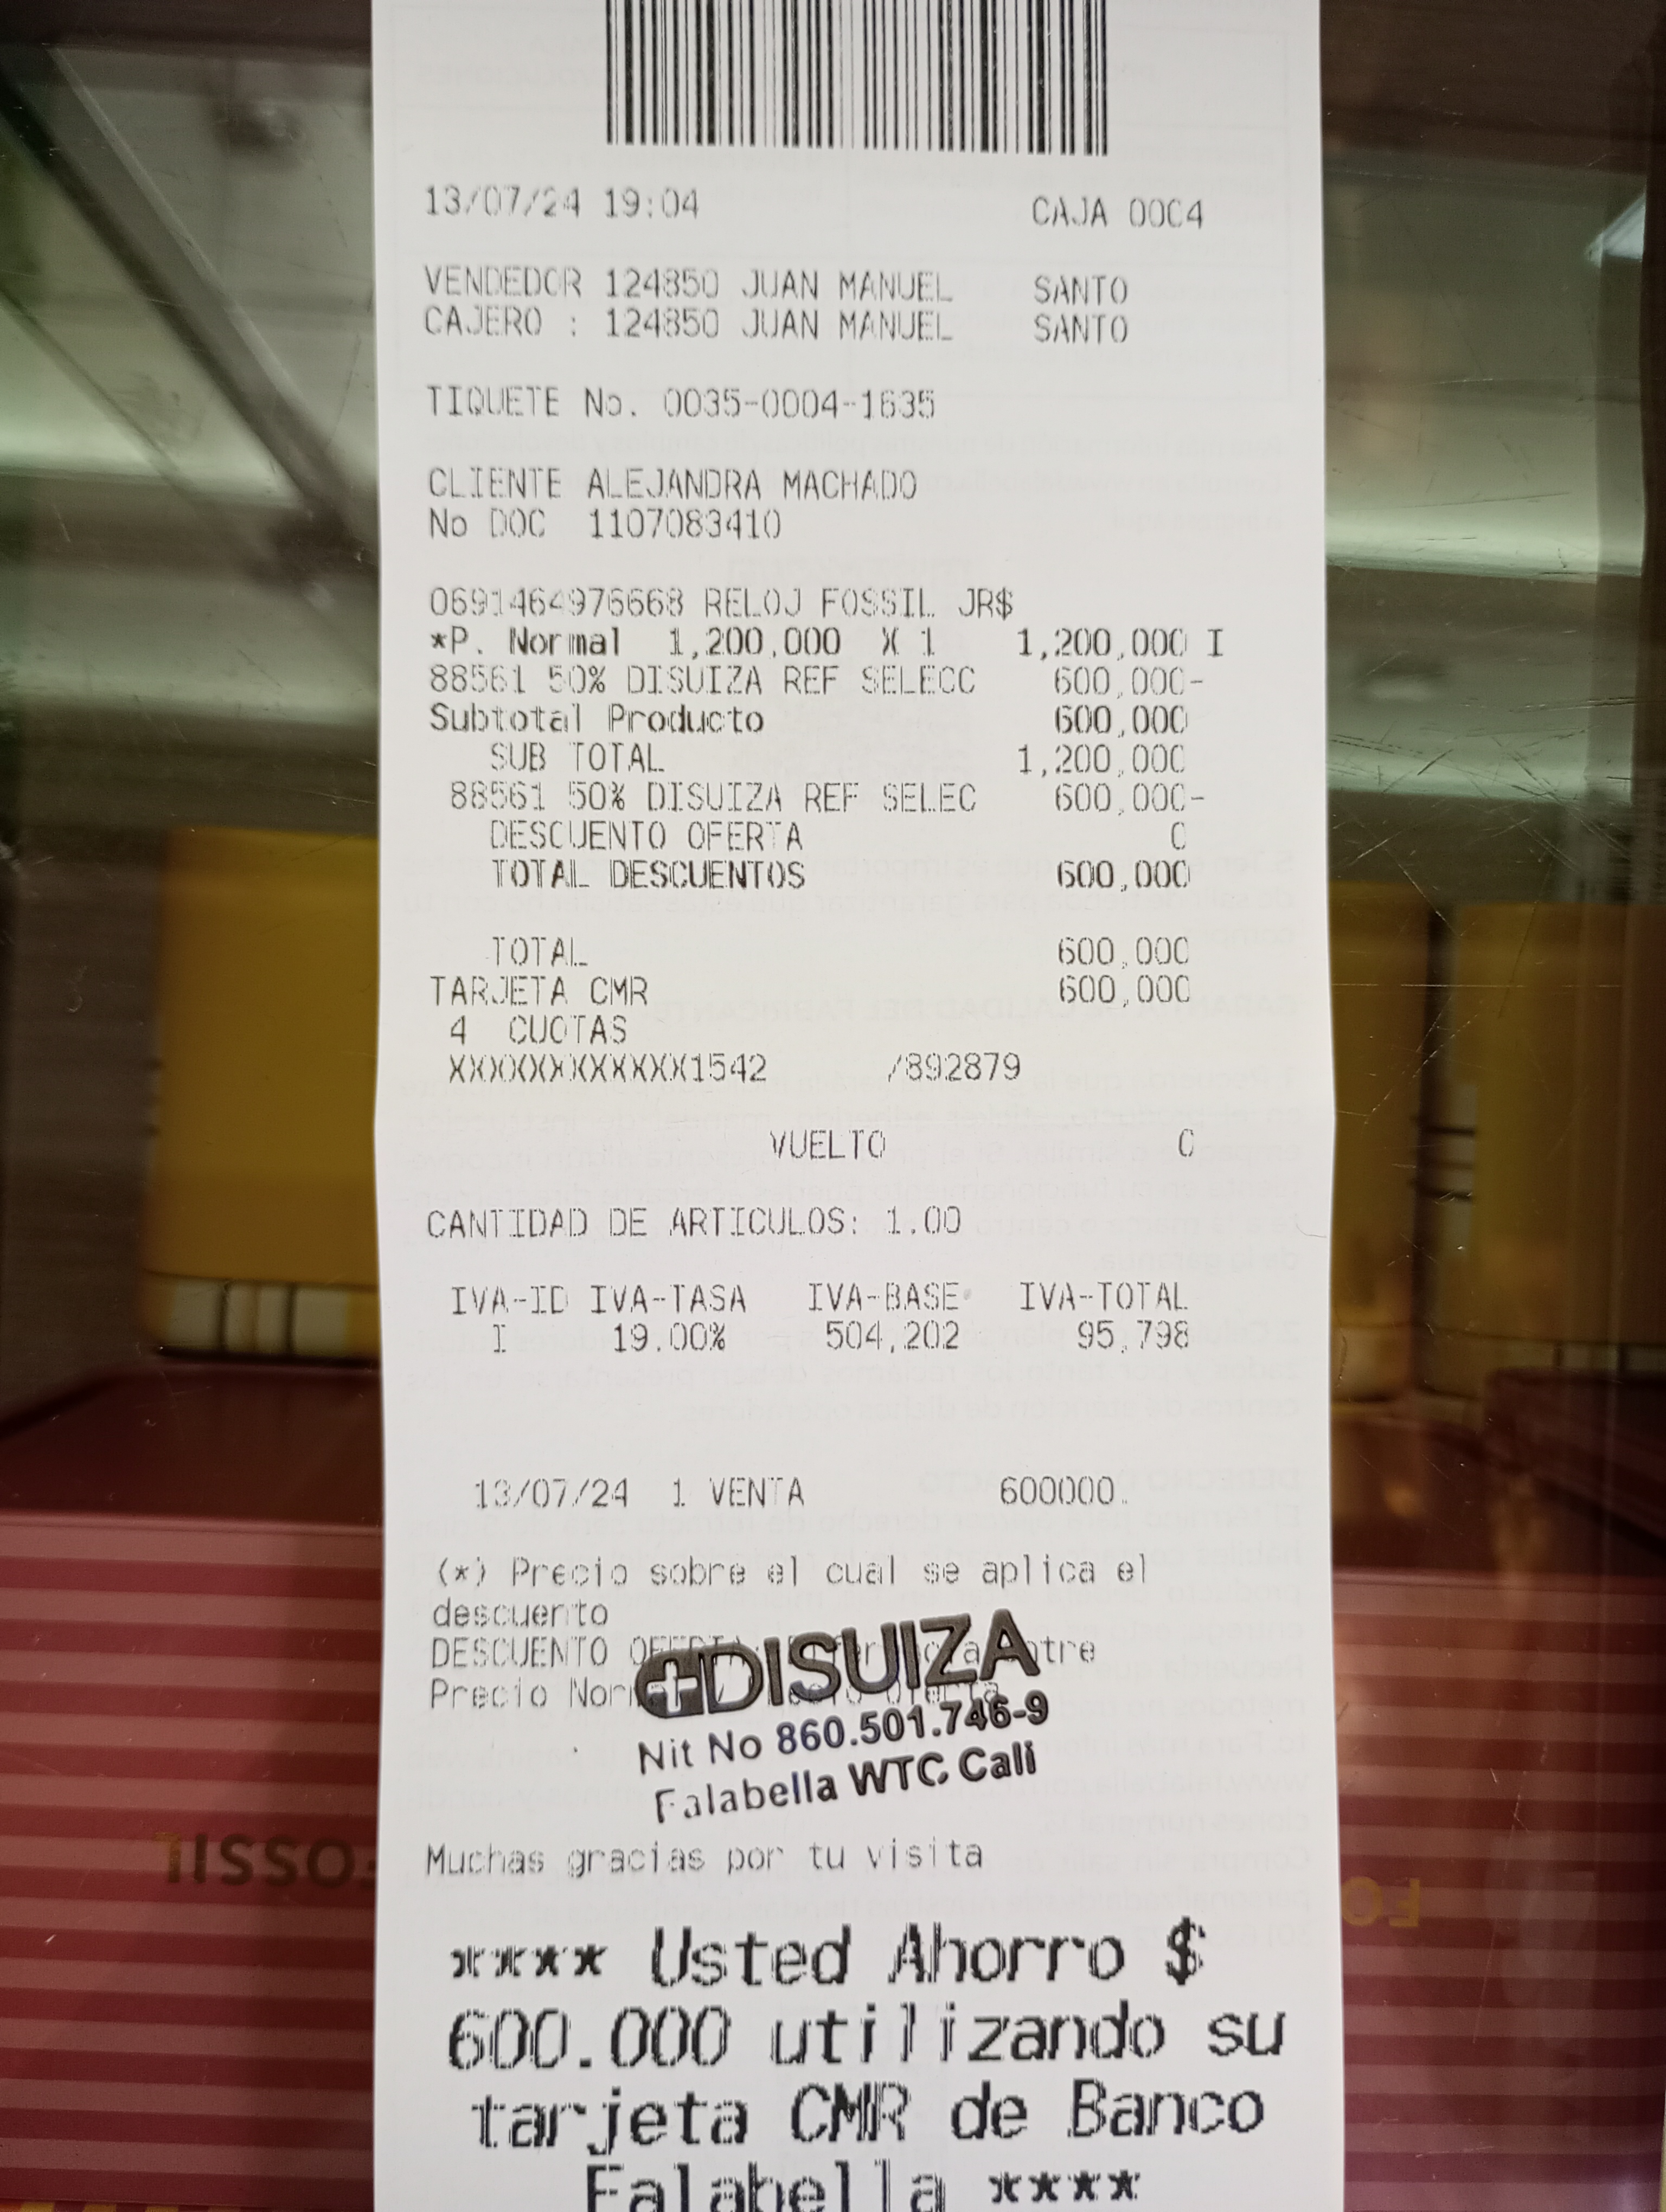 13/07/24 19:04 CAJA 0004
VENDEDOR 124850 JUAN MANUEL SANTO
CAJERO : 124850 JUAN MANUEL SANTO
TIQUETE No. 0035-0004-1635
CLIENTE ALEJANDRA MACHADO
No DOC 1107083410
0691464976668 RELOJ FOSSIL JR$
*P. Normal 1,200,000 X 1 1,200,000 I
88561 50% DISUIZA REF SELECC 600,000-
Subtotal Producto 600,000
SUB TOTAL 1,200,000
88561 50% DISUIZA REF SELEC 600,000-
DESCUENTO OFERTA 0
TOTAL DESCUENTOS 600,000
TOTAL 600,000
TARJETA CMR 600,000
4 CUOTAS
XXXXXXXXXXXX1542 /892879
VUELTO 0
CANTIDAD DE ARTICULOS: 1.00
IVA-ID IVA-TASA IVA-BASE IVA-TOTAL
I 19.00% 504,202 95,798
13/07/24 1 VENTA 600000.
(*) Precio sobre el cual se aplica el
descuento
DESCUENTO
Precio
DISUIZA
Nit No 860.501.746-9
Falabella WTC Cali
Muchas gracias por tu visita
**** Usted Ahorro $
600.000 utilizando su
tarjeta CMR de Banco
Falabella ****